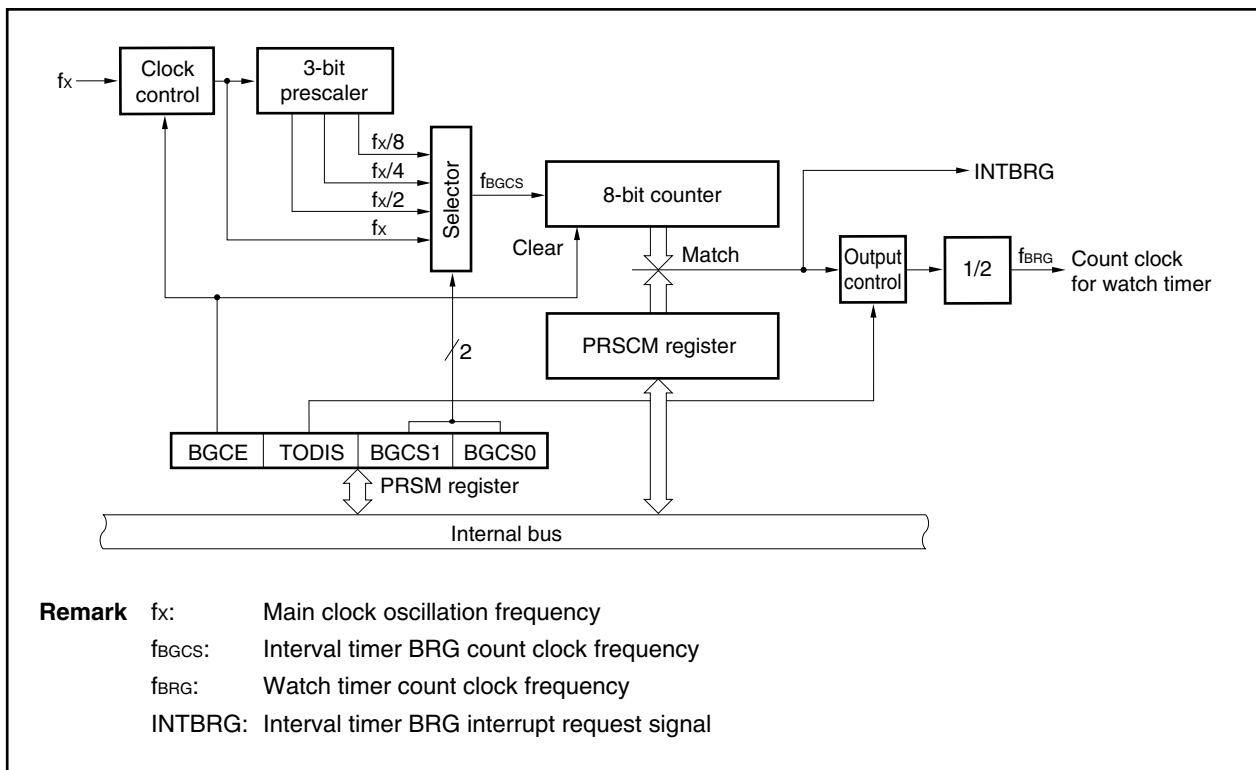 fX
Clock
control
3-bit
prescaler
fX/8
fX/4
fX/2
fX
Selector
fBGCS
8-bit counter
Clear
Match
INTBRG
Output
control
1/2
fBRG
Count clock
for watch timer
PRSCM register
2
BGCE TODIS BGCS1 BGCS0
PRSM register
Internal bus
Remark fX: Main clock oscillation frequency
fBGCS: Interval timer BRG count clock frequency
fBRG: Watch timer count clock frequency
INTBRG: Interval timer BRG interrupt request signal